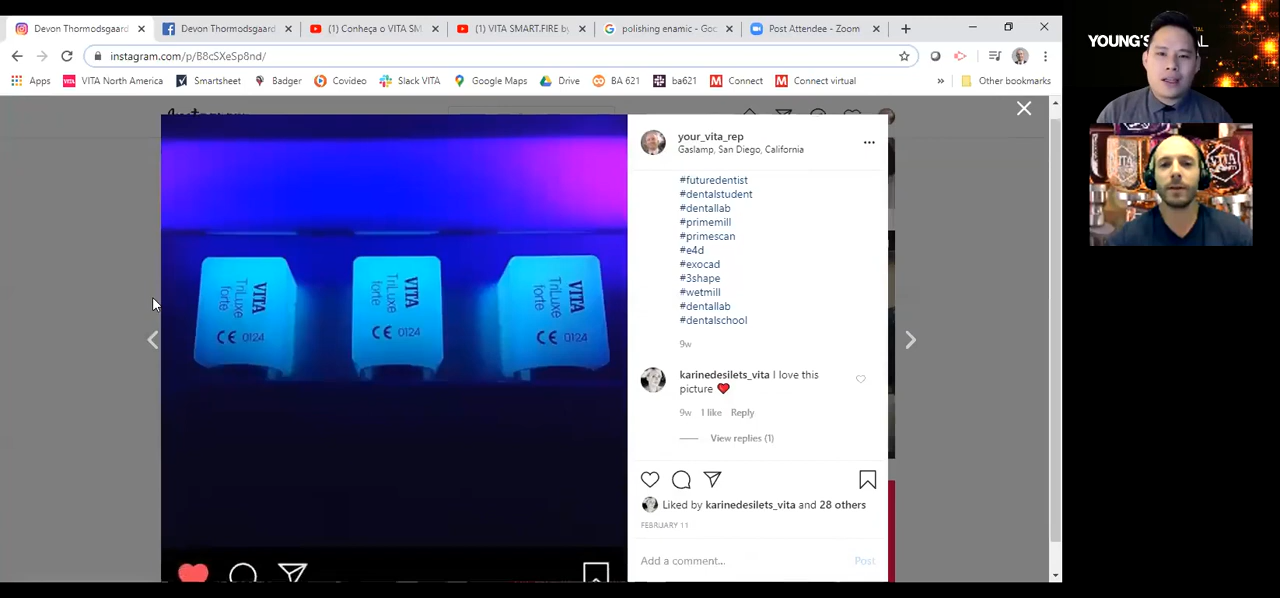 Devon Thormodsgaard
Devon Thormodsgaard
(1) Conheça o VITA SM
(1) VITA SMART.FIRE by
polishing enamic - Goo
Post Attendee - Zoom
instagram.com/p/B8cSXeSp8nd/
Apps
VITA North America
Smartsheet
Badger
Covideo
Slack VITA
Google Maps
Drive
BA 621
ba621
Connect
Connect virtual
»
Other bookmarks
YOUNG'S
VITA
TriLuxe
forte
CE 0124
VITA
TriLuxe
forte
CE 0124
VITA
TriLuxe
forte
CE 0124
your_vita_rep
Gaslamp, San Diego, California
#futuredentist
#dentalstudent
#dentallab
#primemill
#primescan
#e4d
#exocad
#3shape
#wetmill
#dentallab
#dentalschool
9w
karinedesilets_vita I love this
picture ❤
9w 1 like Reply
View replies (1)
Liked by karinedesilets_vita and 28 others
FEBRUARY 11
Add a comment... Post
VITA